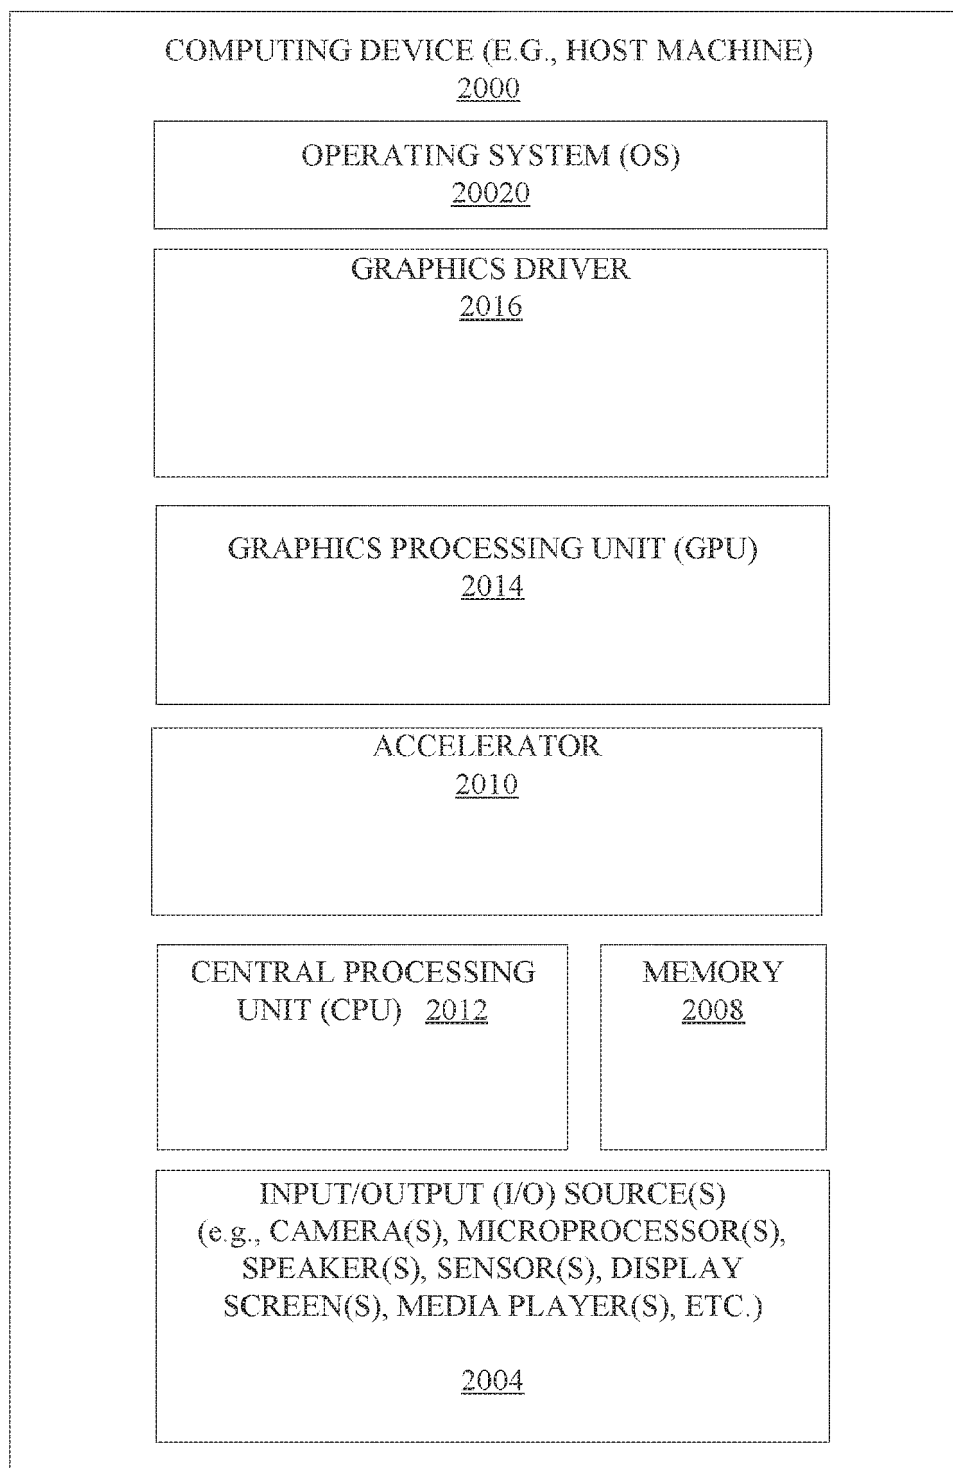 COMPUTING DEVICE (E.G., HOST MACHINE)
2000
OPERATING SYSTEM (OS)
20020
GRAPHICS DRIVER
2016
GRAPHICS PROCESSING UNIT (GPU)
2014
ACCELERATOR
2010
CENTRAL PROCESSING
UNIT (CPU) 2012
MEMORY
2008
INPUT/OUTPUT (I/O) SOURCE(S)
(e.g., CAMERA(S), MICROPROCESSOR(S),
SPEAKER(S), SENSOR(S), DISPLAY
SCREEN(S), MEDIA PLAYER(S), ETC.)
2004